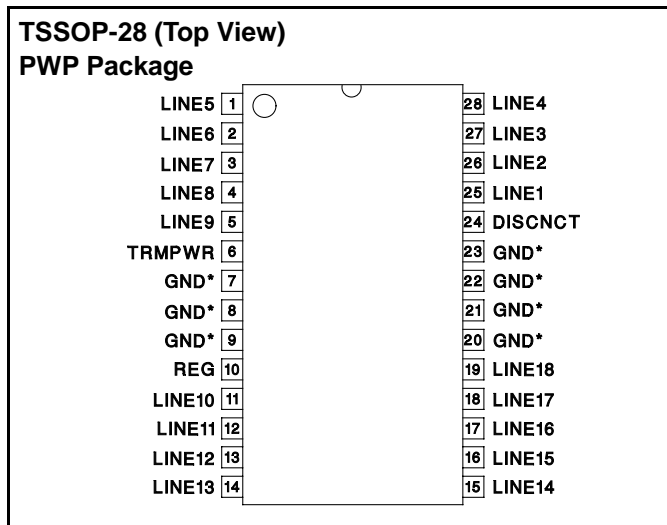 TSSOP-28 (Top View)
PWP Package
LINE5 1 28 LINE4
LINE6 2 27 LINE3
LINE7 3 26 LINE2
LINE8 4 25 LINE1
LINE9 5 24 DISCNCT
TRMPWR 6 23 GND*
GND* 7 22 GND*
GND* 8 21 GND*
GND* 9 20 GND*
REG 10 19 LINE18
LINE10 11 18 LINE17
LINE11 12 17 LINE16
LINE12 13 16 LINE15
LINE13 14 15 LINE14